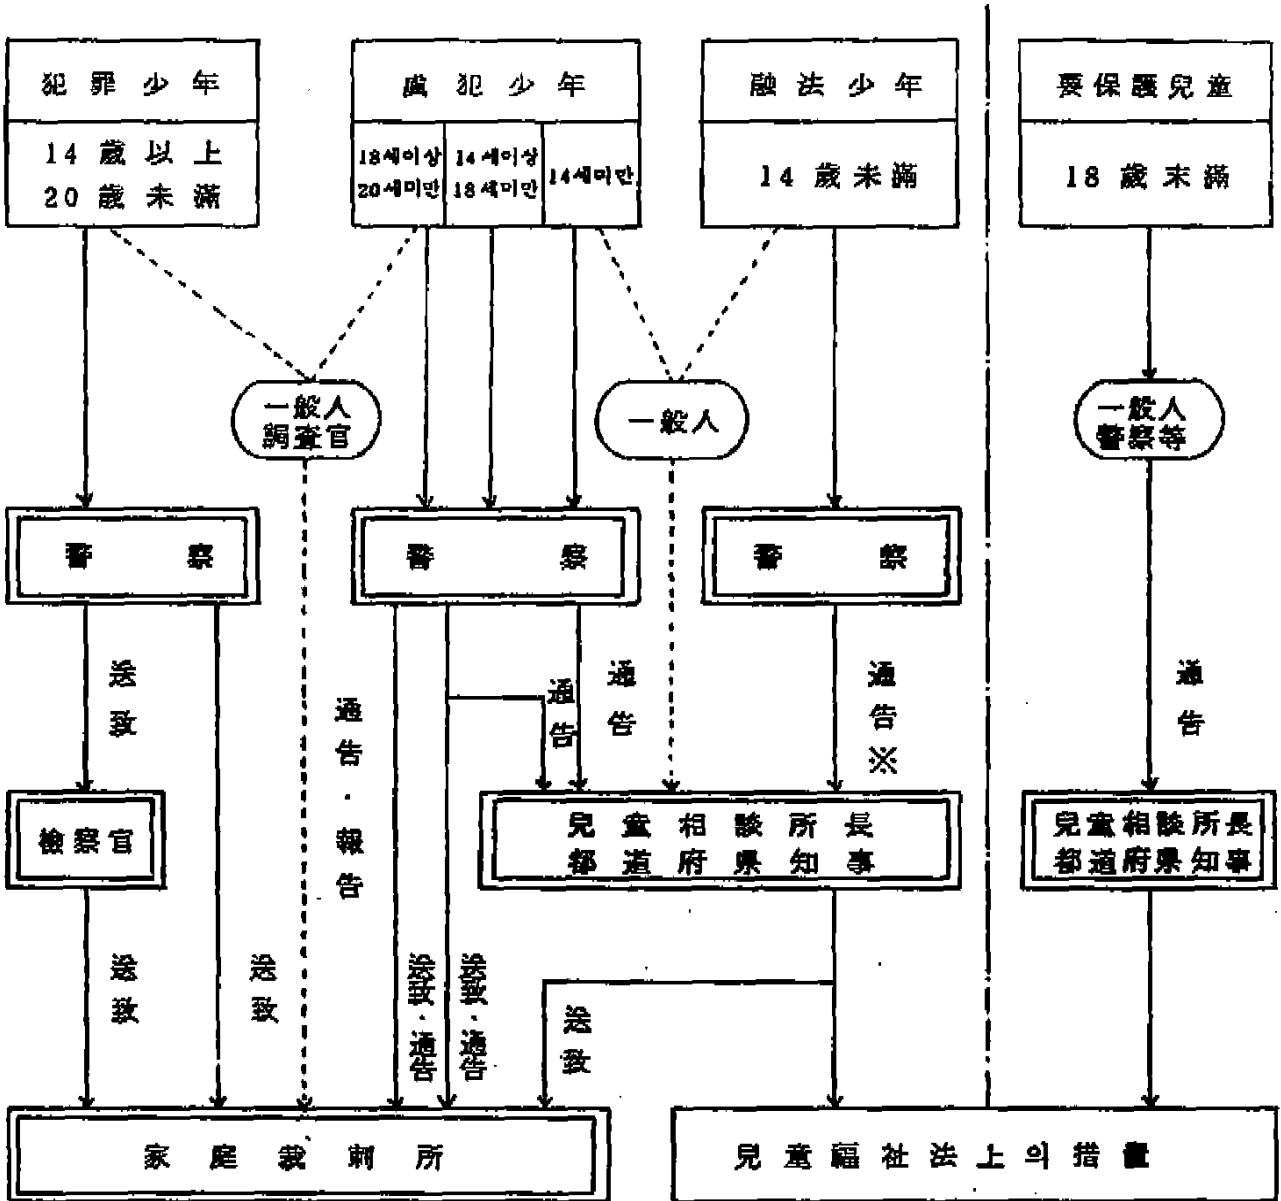 犯罪少年
14歲以上
20歲未滿
虞犯少年
18세이상
20세미만
14세이상
18세미만
14세미만
觸法少年
14歲未滿
要保護兒童
18歲末滿
一般人
調査官
一般人
一般人
警察等
警察
警察
警察
送致
通告·報告
通告
通告
通告※
通告
檢察官
兒童相談所長
都道府県知事
兒童相談所長
都道府県知事
送致
送致
送致·通告
送致·通告
送致
家庭裁判所
兒童福祉法上의措置